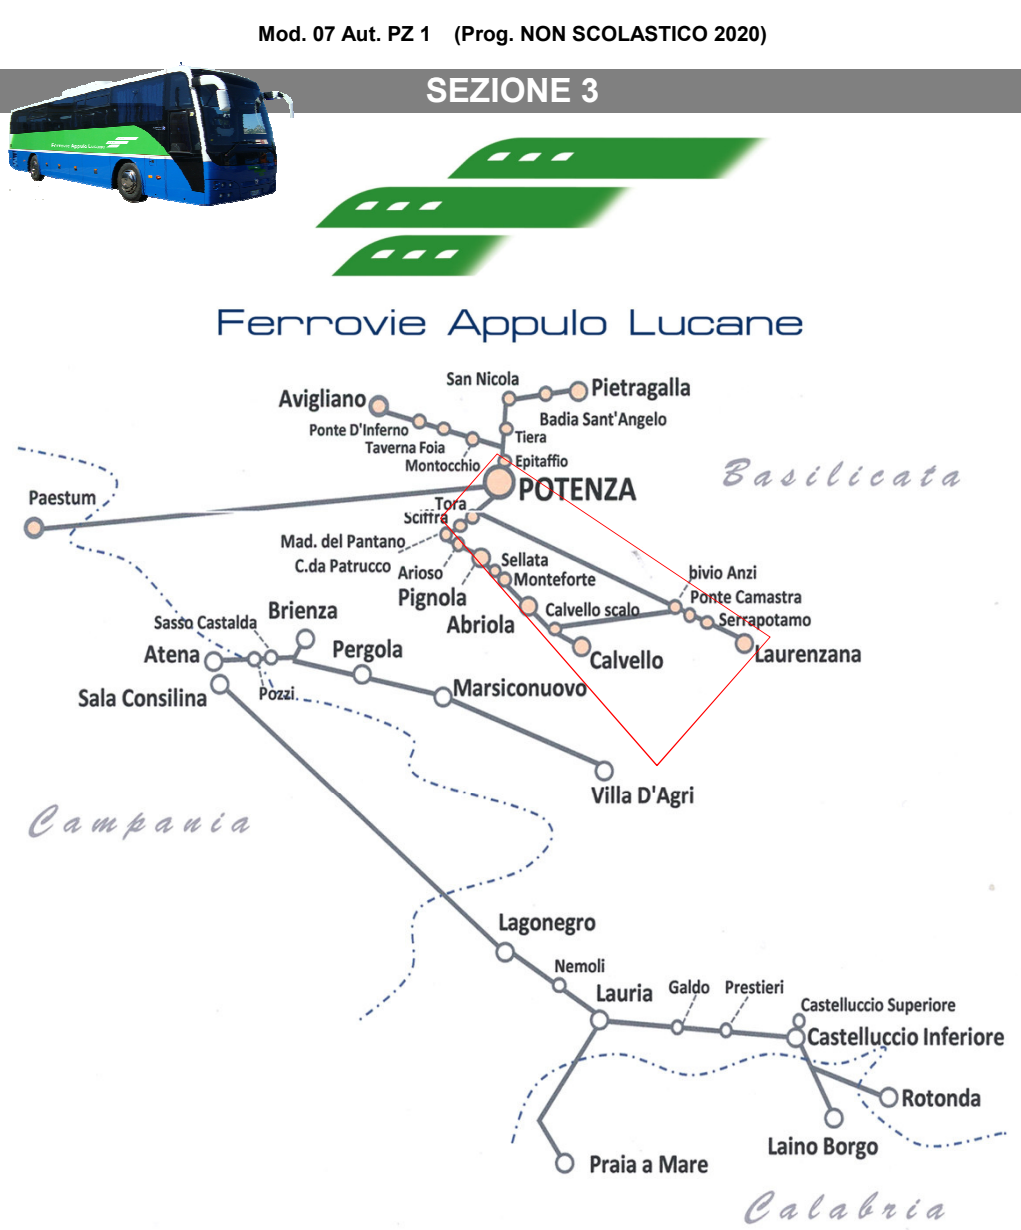 Mod. 07 Aut. PZ 1 (Prog. NON SCOLASTICO 2020)
SEZIONE 3
Ferrovie Appulo Lucane
Ferrovie Appulo Lucane
San Nicola
Pietragalla
Avigliano
Badia Sant'Angelo
Ponte D'Inferno
Tiera
Taverna Foia
Montocchio
Epitaffio
Basilicata
POTENZA
Paestum
Tora
Sciffra
Mad. del Pantano
C.da Patrucco
Arioso
Sellata
Monteforte
bivio Anzi
Pignola
Ponte Camastra
Calvello scalo
Serrapotamo
Abriola
Brienza
Sasso Castalda
Atena
Pergola
Calvello
Laurenzana
Pozzi
Marsiconuovo
Sala Consilina
Villa D'Agri
Campania
Lagonegro
Nemoli
Lauria
Galdo
Prestieri
Castelluccio Superiore
Castelluccio Inferiore
Rotonda
Laino Borgo
Praia a Mare
Calabria